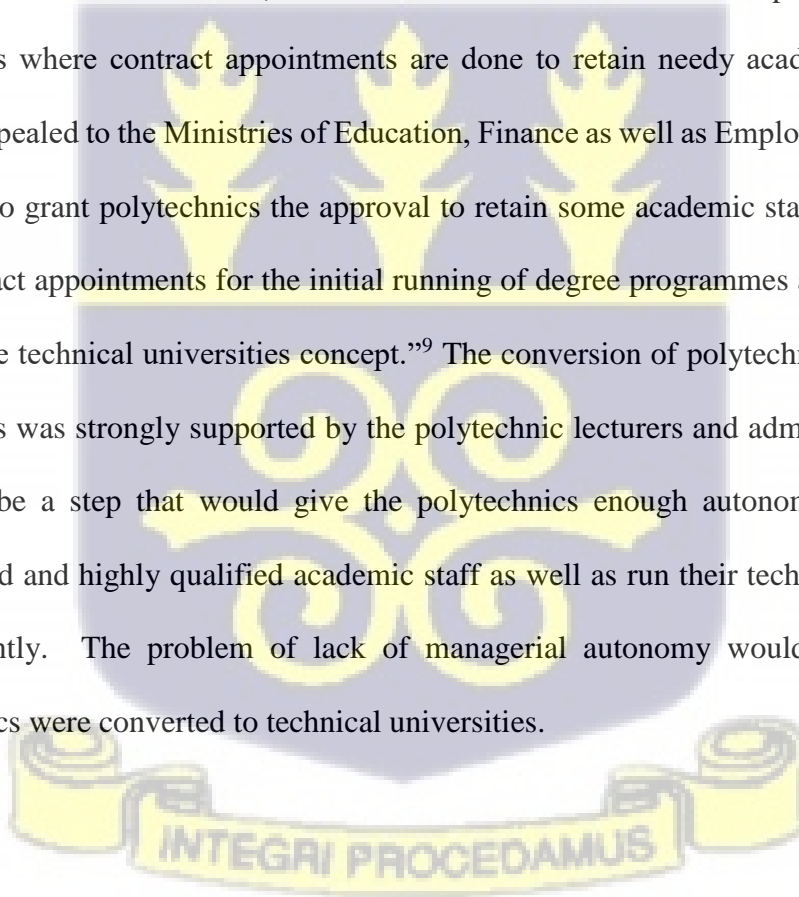 s where contract appointments are done to retain needy acad
pealed to the Ministries of Education, Finance as well as Emplo
o grant polytechnics the approval to retain some academic sta
act appointments for the initial running of degree programmes
e technical universities concept.”⁹ The conversion of polytechn
s was strongly supported by the polytechnic lecturers and adm
be a step that would give the polytechnics enough autonom
d and highly qualified academic staff as well as run their tech
ntly. The problem of lack of managerial autonomy would
cs were converted to technical universities.
INTEGRI PROCEDAMUS